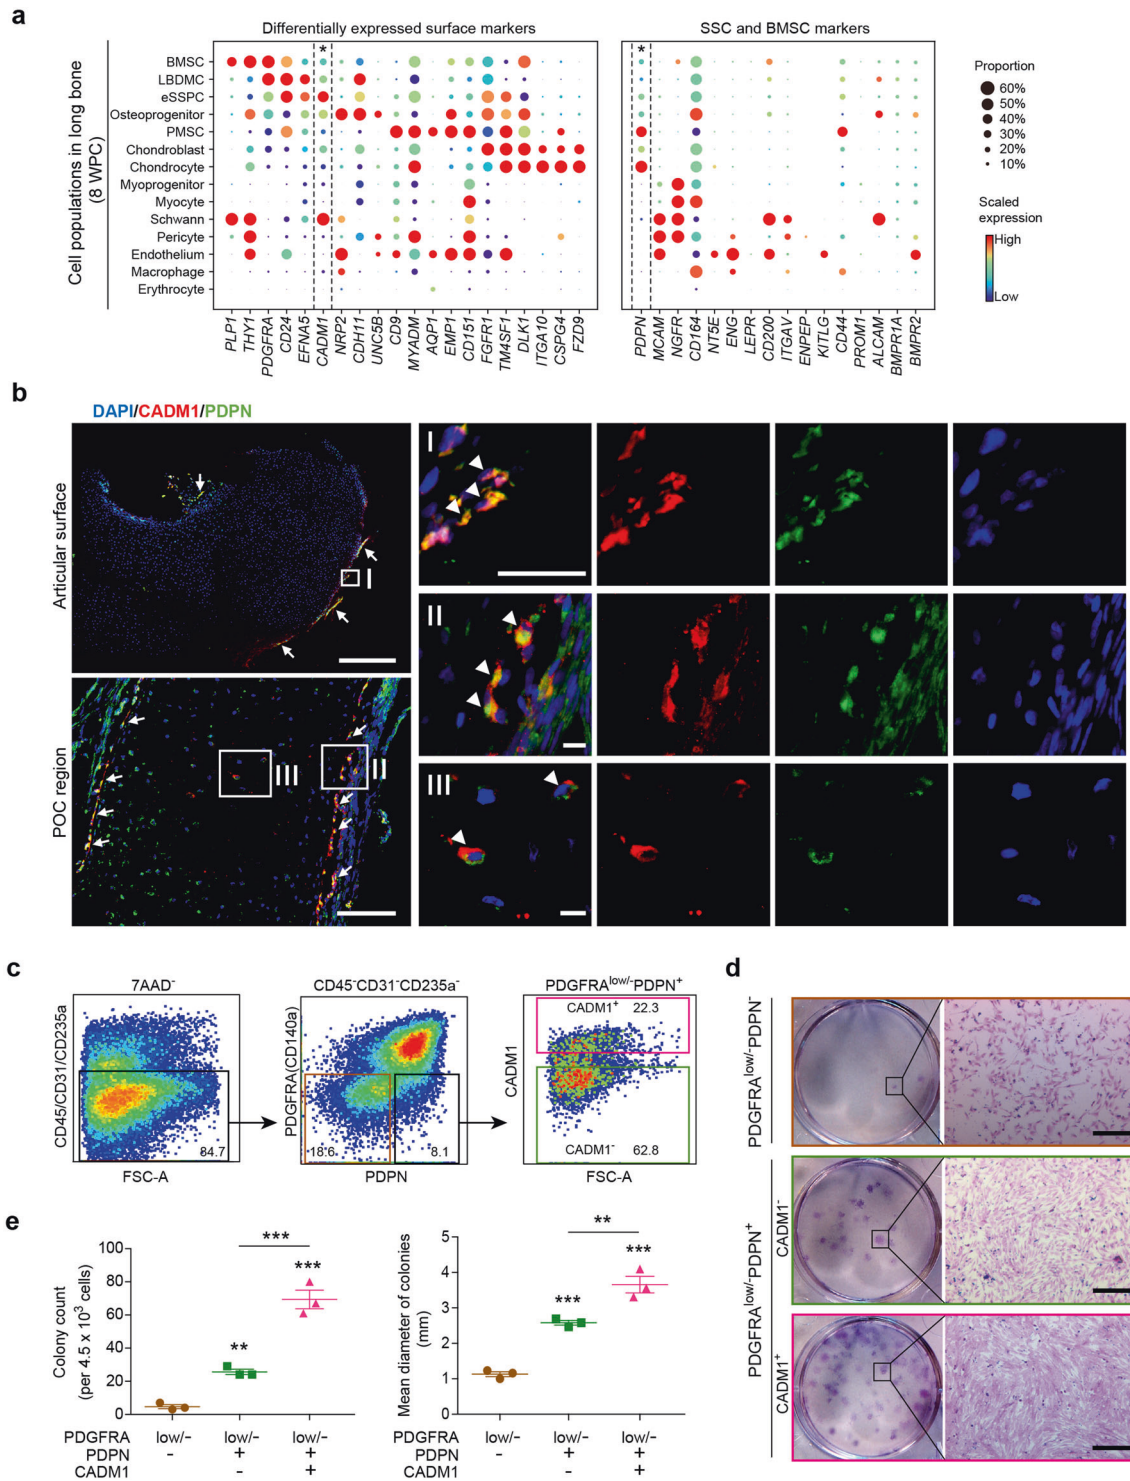 a
Differentially expressed surface markers
SSC and BMSC markers
Cell populations in long bone
(8 WPC)
BMSC
LBDMC
eSSPC
Osteoprogenitor
PMSC
Chondroblast
Chondrocyte
Myoprogenitor
Myocyte
Schwann
Pericyte
Endothelium
Macrophage
Erythrocyte
*
*
PLP1
THY1
PDGFRA
CD24
EFNA5
CADM1
NRP2
CDH11
UNC5B
CD9
MYADM
AQP1
EMP1
CD151
FGFR1
TM4SF1
DLK1
ITGA10
CSPG4
FZD9
PDPN
MCAM
NGFR
CD164
NT5E
ENG
LEPR
CD200
ITGAV
ENPEP
KITLG
CD44
PROM1
ALCAM
BMPR1A
BMPR2
Proportion
60%
50%
40%
30%
20%
10%
Scaled
expression
High
Low
b
DAPI/CADM1/PDPN
Articular surface
POC region
I
II
III
I
II
III
c
7AAD-
CD45/CD31/CD235a
84.7
FSC-A
CD45-CD31-CD235a-
PDGFRA(CD140a)
18.6
8.1
PDPN
PDGFRAlow/-PDPN+
CADM1
CADM1+ 22.3
CADM1- 62.8
FSC-A
d
PDGFRAlow/-PDPN-
PDGFRAlow/-PDPN+
CADM1-
CADM1+
e
Colony count
(per 4.5 x 10³ cells)
100
80
60
40
20
0
**
***
***
PDGFRA low/- low/- low/-
PDPN - + +
CADM1 - +
Mean diameter of colonies
(mm)
5
4
3
2
1
0
***
**
***
PDGFRA low/- low/- low/-
PDPN - + +
CADM1 - +